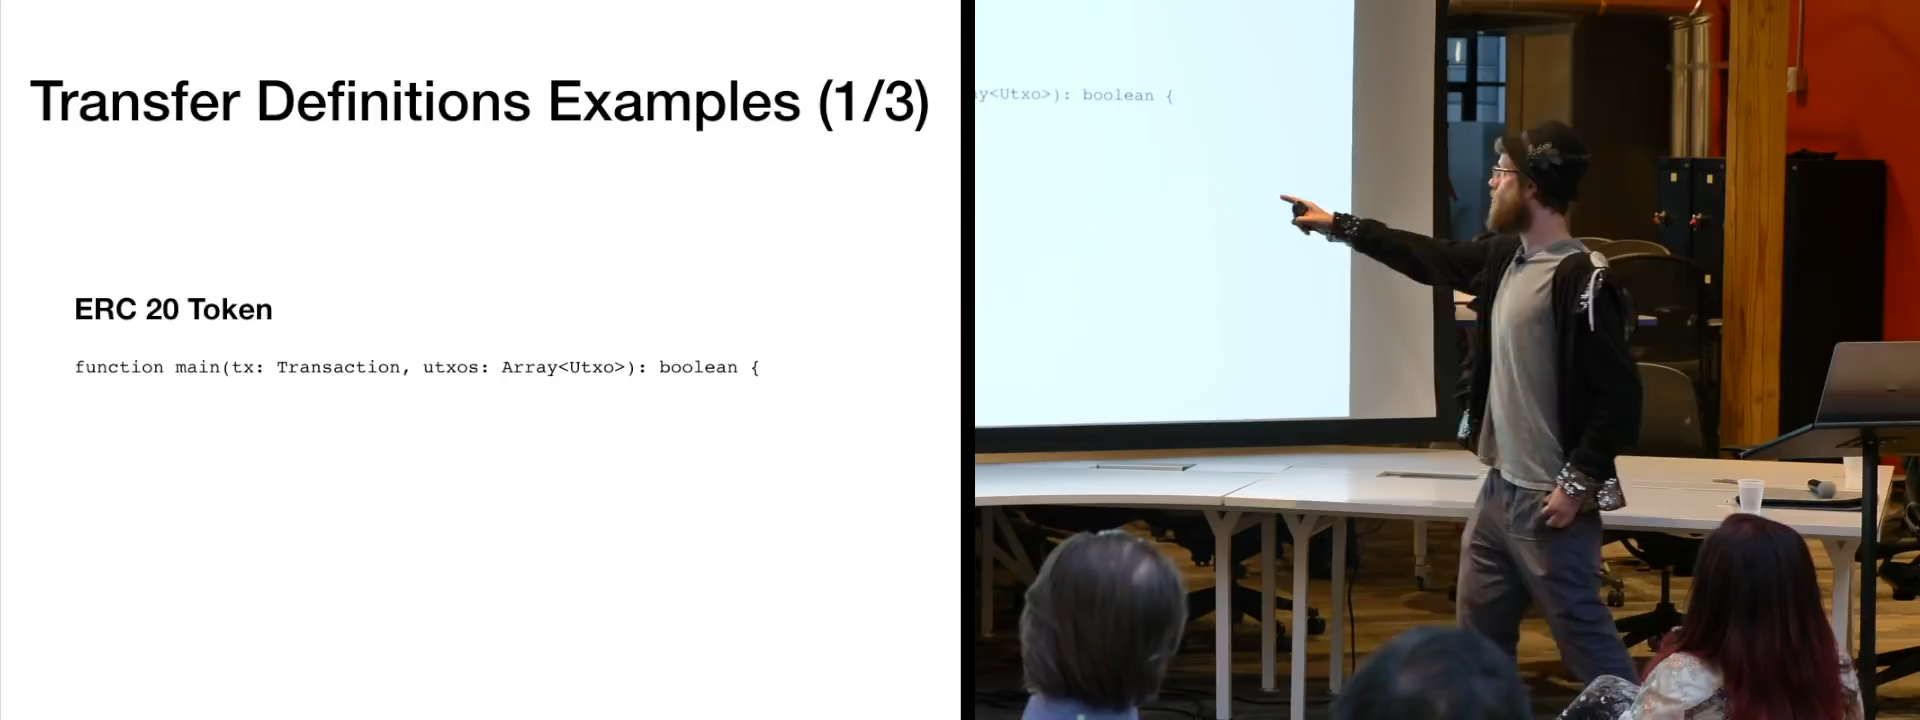 Transfer Definitions Examples (1/3)
ERC 20 Token
function main(tx: Transaction, utxos: Array<Utxo>): boolean {
y<Utxo>): boolean {